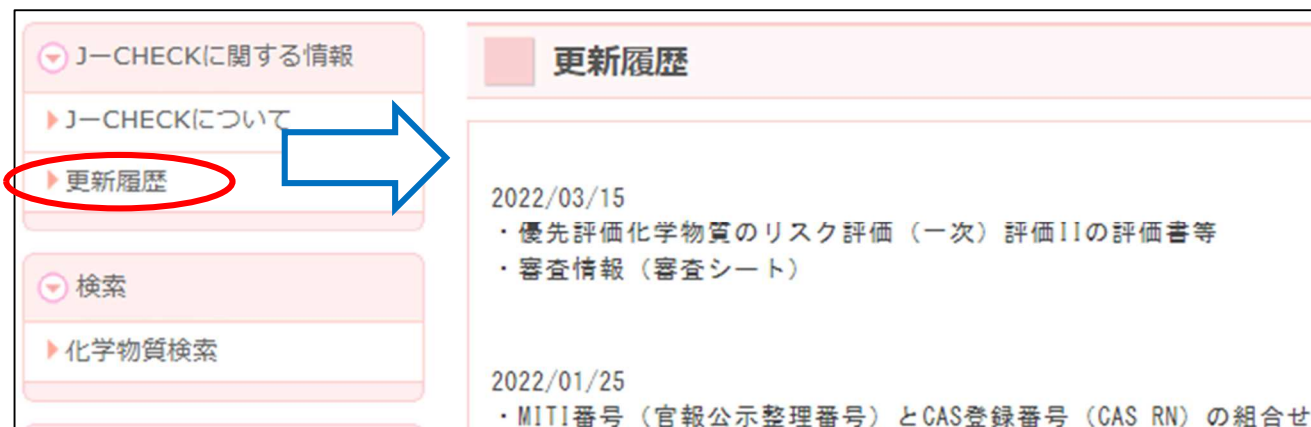 JーCHECKに関する情報
JーCHECKについて
更新履歴
検索
化学物質検索
更新履歴
2022/03/15
・優先評価化学物質のリスク評価（一次）評価IIの評価書等
・審査情報（審査シート）
2022/01/25
・MITI番号（官報公示整理番号）とCAS登録番号（CAS RN）の組合せ